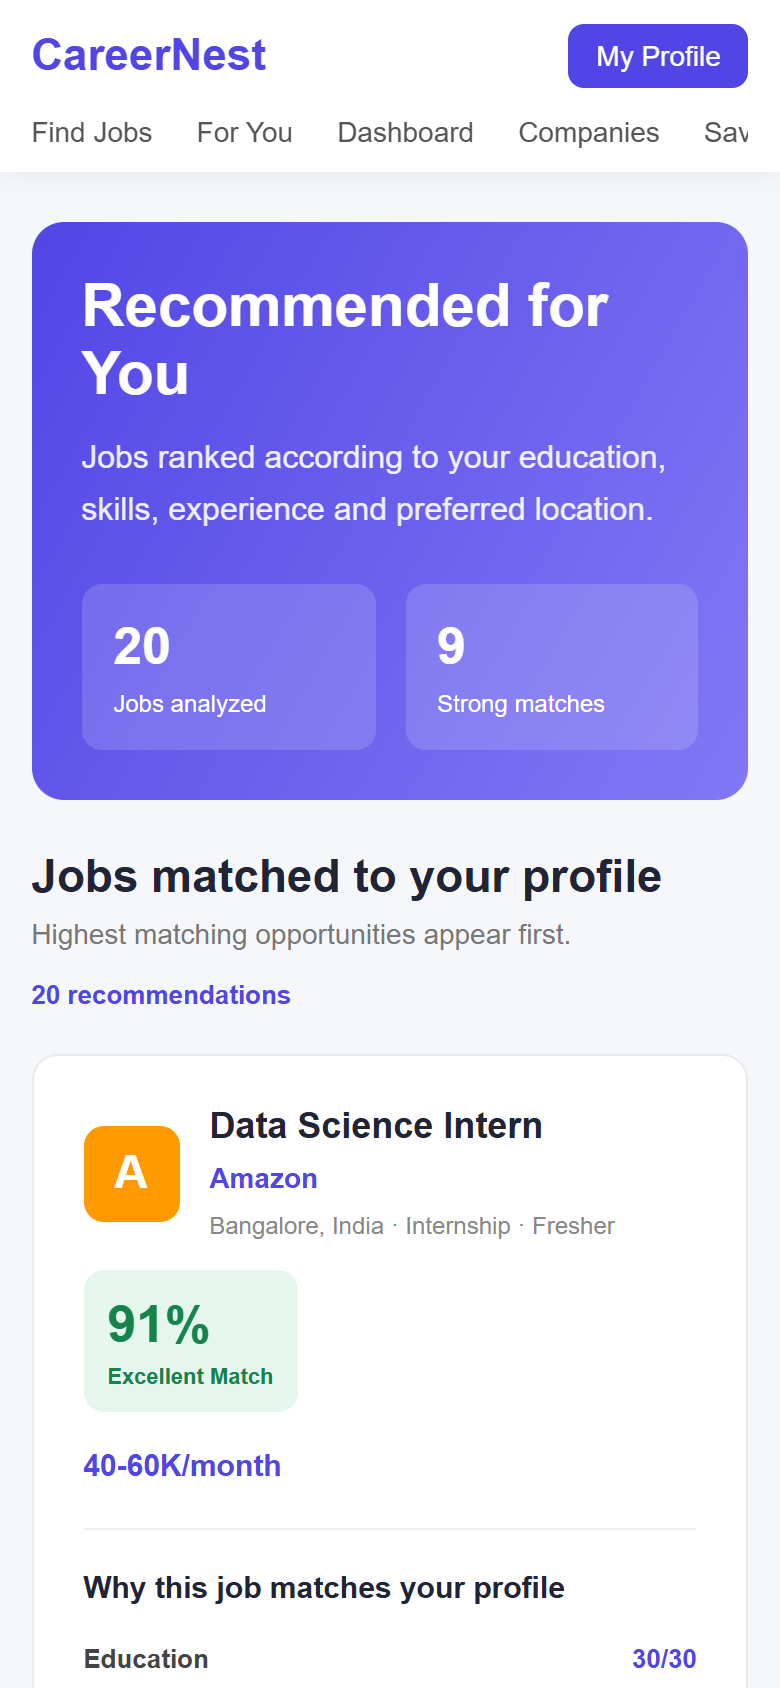 CareerNest
My Profile
Find Jobs
For You
Dashboard
Companies
Sav
Recommended for
You
Jobs ranked according to your education,
skills, experience and preferred location.
20
Jobs analyzed
9
Strong matches
Jobs matched to your profile
Highest matching opportunities appear first.
20 recommendations
A
Data Science Intern
Amazon
Bangalore, India · Internship · Fresher
91%
Excellent Match
40-60K/month
Why this job matches your profile
Education
30/30